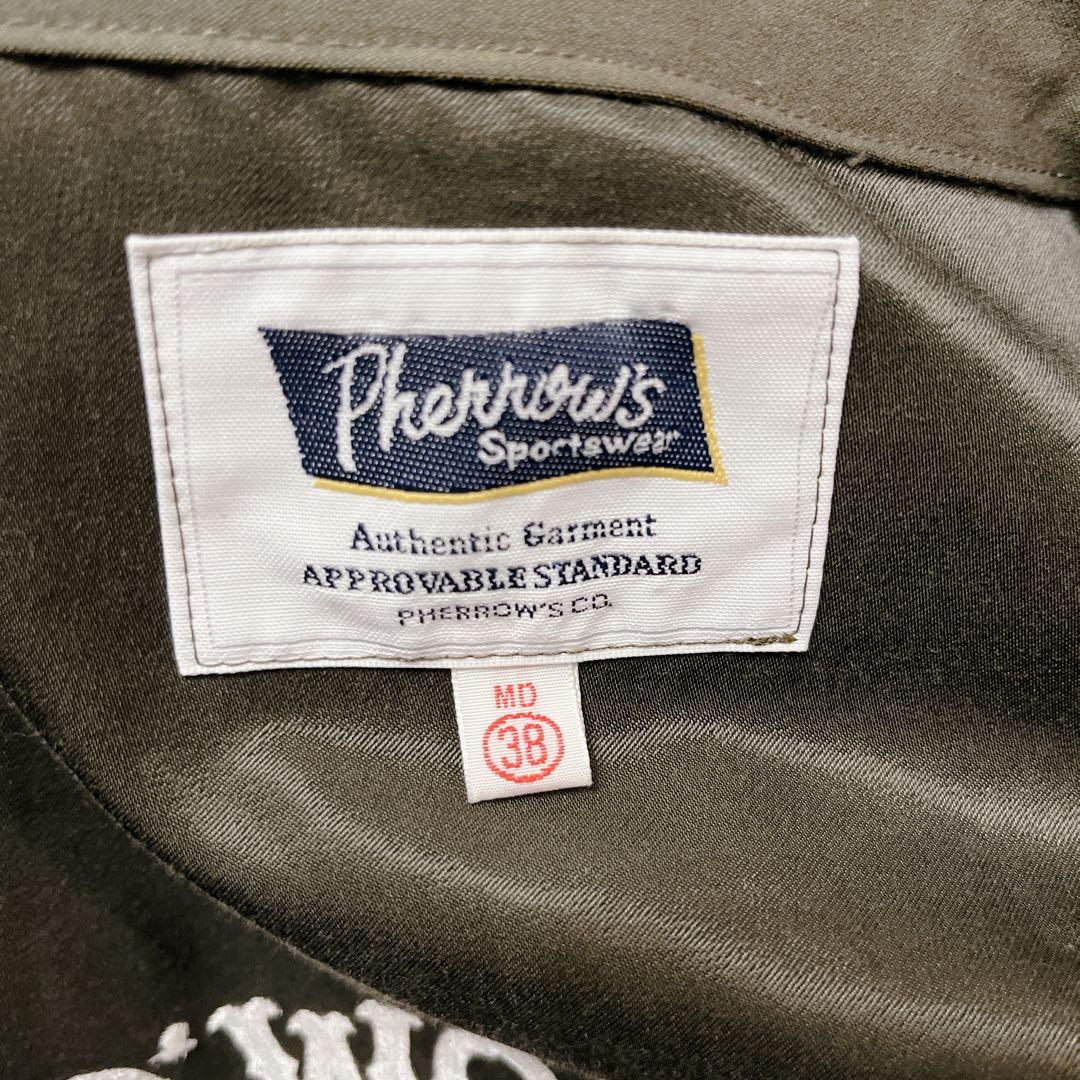 Pherrow's
Sportswear
Authentic Garment
APPROVABLE STANDARD
PHERROW'S CO.
MD
38